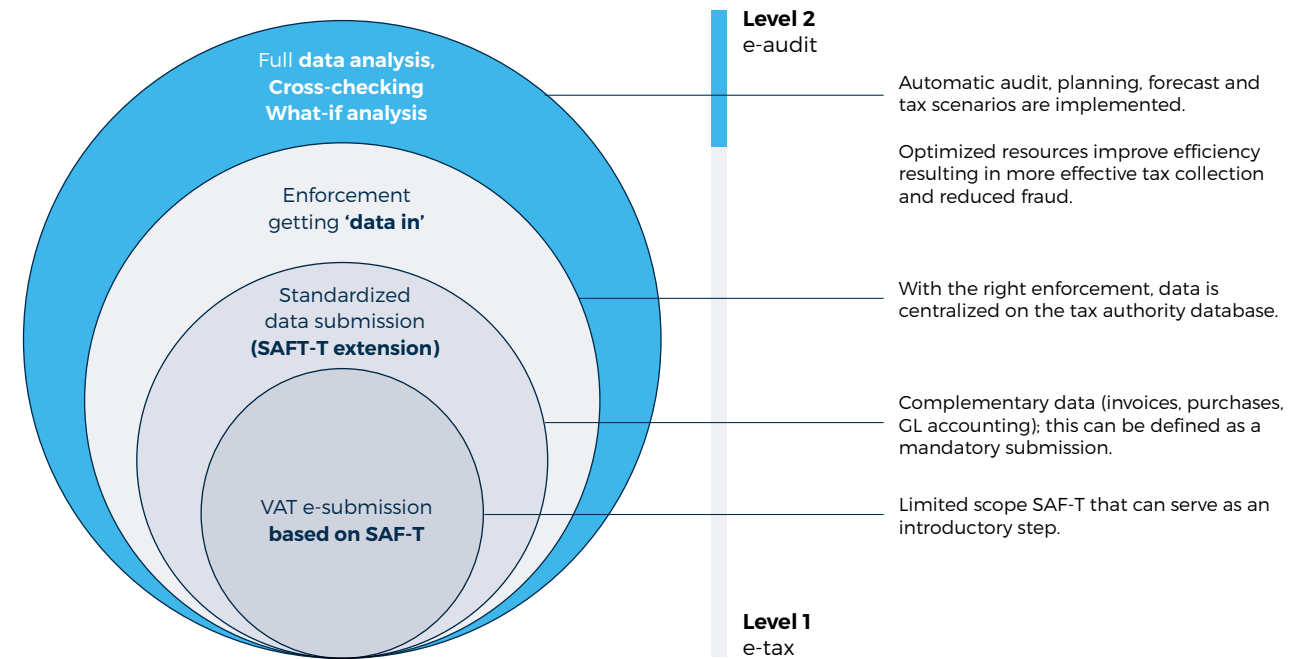 Full data analysis,
Cross-checking
What-if analysis
Enforcement
getting ‘data in’
Standardized
data submission
(SAFT-T extension)
VAT e-submission
based on SAF-T
Level 2
e-audit
Automatic audit, planning, forecast and
tax scenarios are implemented.
Optimized resources improve efficiency
resulting in more effective tax collection
and reduced fraud.
With the right enforcement, data is
centralized on the tax authority database.
Complementary data (invoices, purchases,
GL accounting); this can be defined as a
mandatory submission.
Limited scope SAF-T that can serve as an
introductory step.
Level 1
e-tax